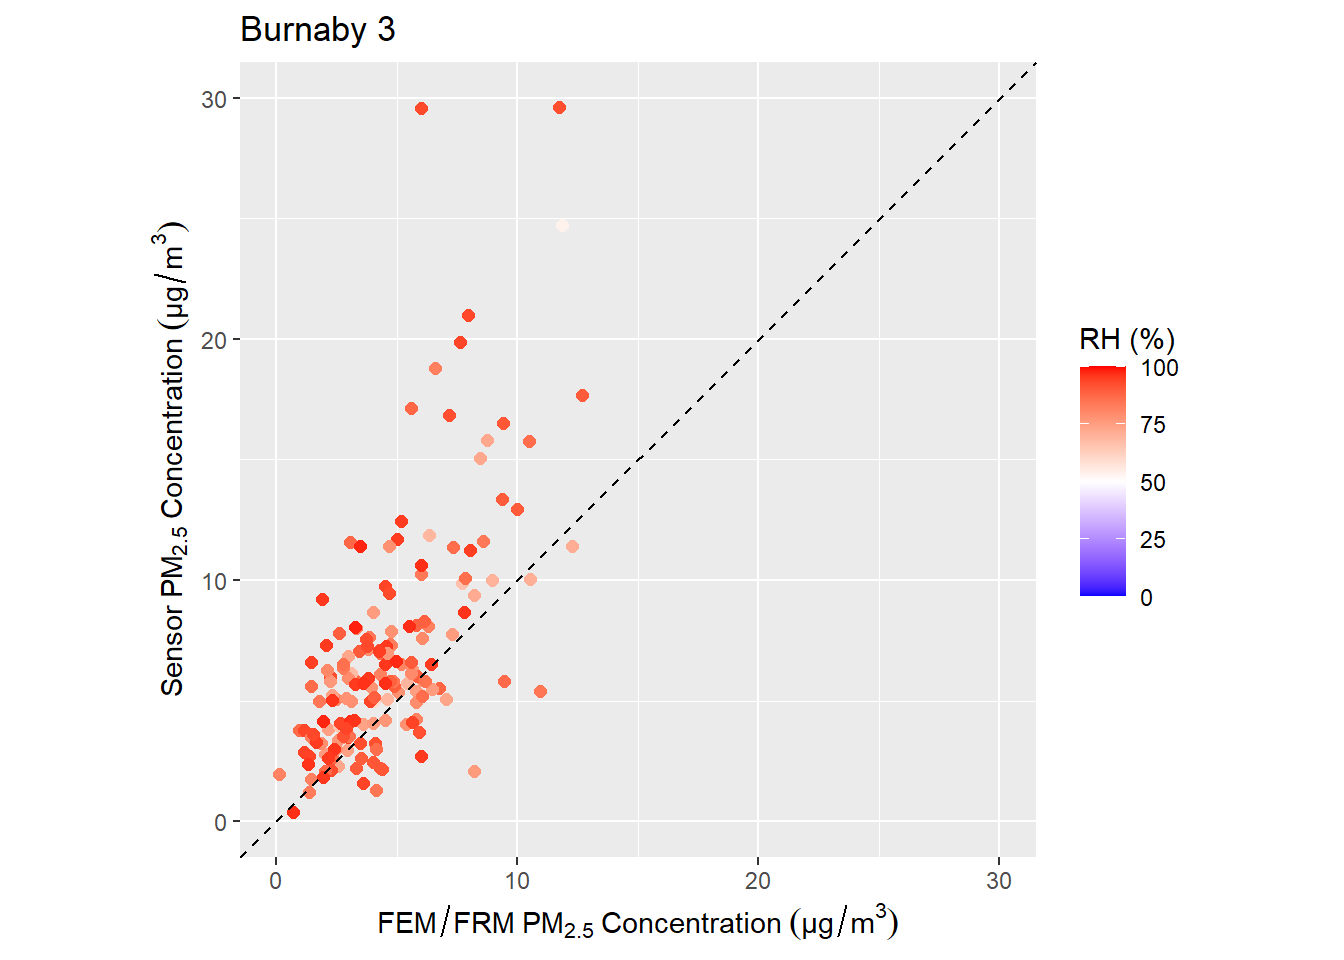 Burnaby 3
30
20
10
0
Sensor PM2.5 Concentration (μg/m3)
0 10 20 30
FEM/FRM PM2.5 Concentration (μg/m3)
RH (%)
100
75
50
25
0